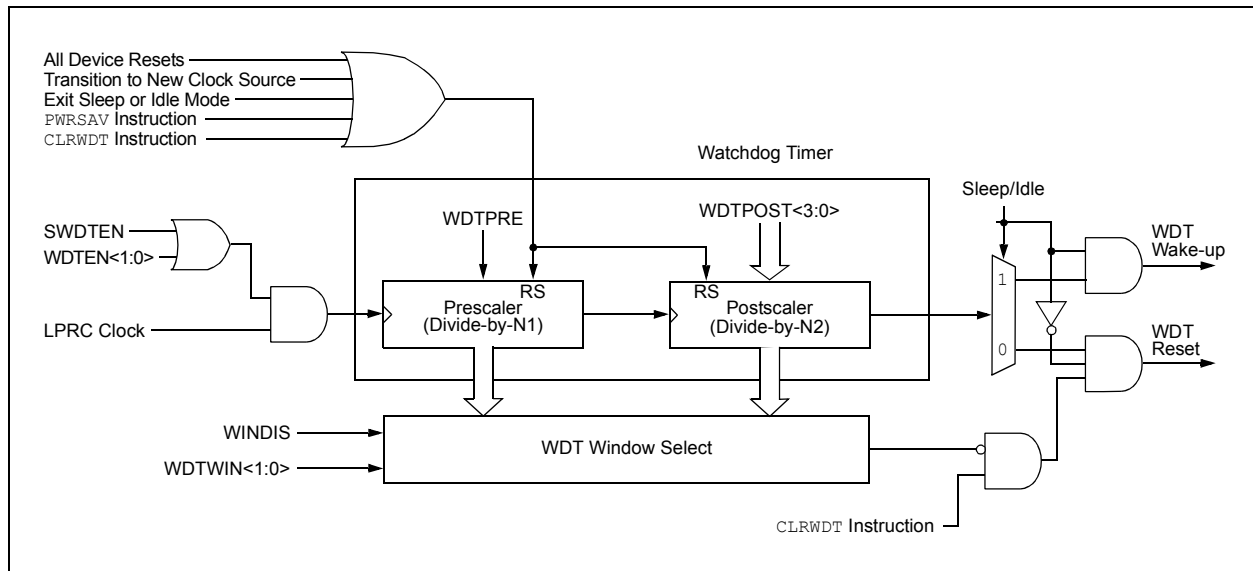 All Device Resets
Transition to New Clock Source
Exit Sleep or Idle Mode
PWRSAV Instruction
CLRWDT Instruction
Watchdog Timer
Sleep/Idle
SWDTEN
WDTEN<1:0>
LPRC Clock
WDTPRE
WDTPOST<3:0>
RS
Prescaler
(Divide-by-N1)
RS
Postscaler
(Divide-by-N2)
1
0
WDT
Wake-up
WDT
Reset
WINDIS
WDTWIN<1:0>
WDT Window Select
CLRWDT Instruction